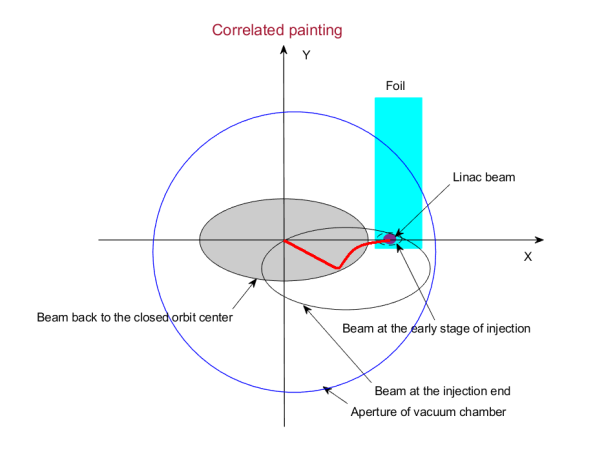 Correlated painting
Y
Foil
Linac beam
X
Beam back to the closed orbit center
Beam at the early stage of injection
Beam at the injection end
Aperture of vacuum chamber